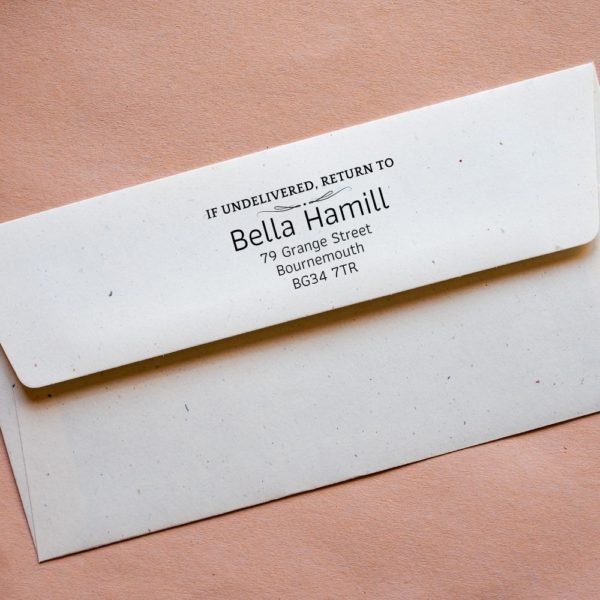 IF UNDELIVERED, RETURN TO
Bella Hamill
79 Grange Street
Bournemouth
BG34 7TR